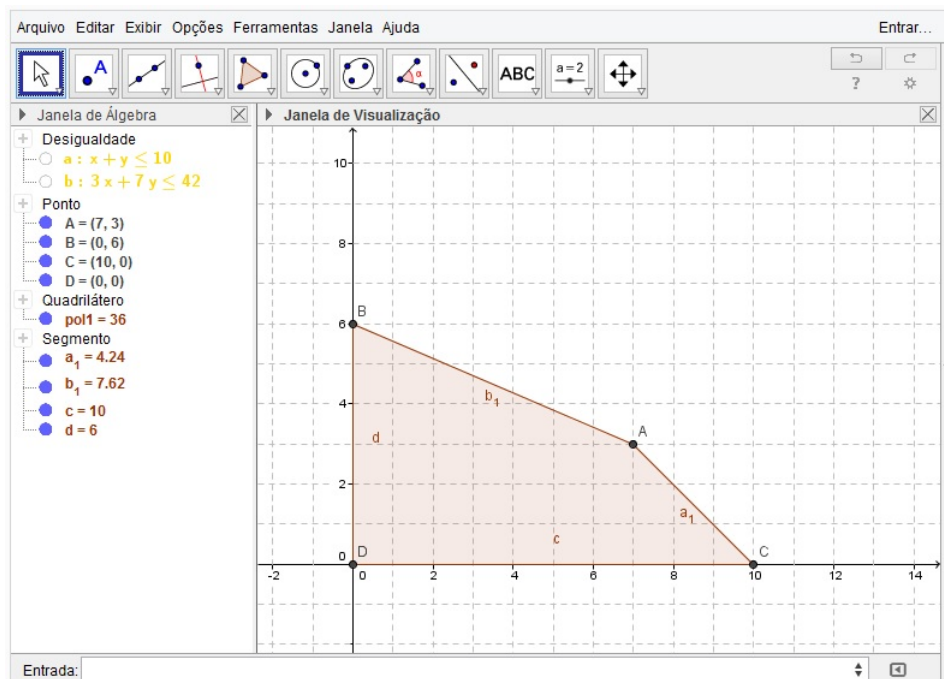 Arquivo Editar Exibir Opções Ferramentas Janela Ajuda
Entrar...
A
α
ABC
a = 2
?
Janela de Álgebra
Desigualdade
a : x + y ≤ 10
b : 3 x + 7 y ≤ 42
Ponto
A = (7, 3)
B = (0, 6)
C = (10, 0)
D = (0, 0)
Quadrilátero
pol1 = 36
Segmento
a₁ = 4.24
b₁ = 7.62
c = 10
d = 6
Janela de Visualização
10
8
6
B
4
b₁
d
A
2
a₁
c
0
D
C
-2 0 2 4 6 8 10 12 14
Entrada: